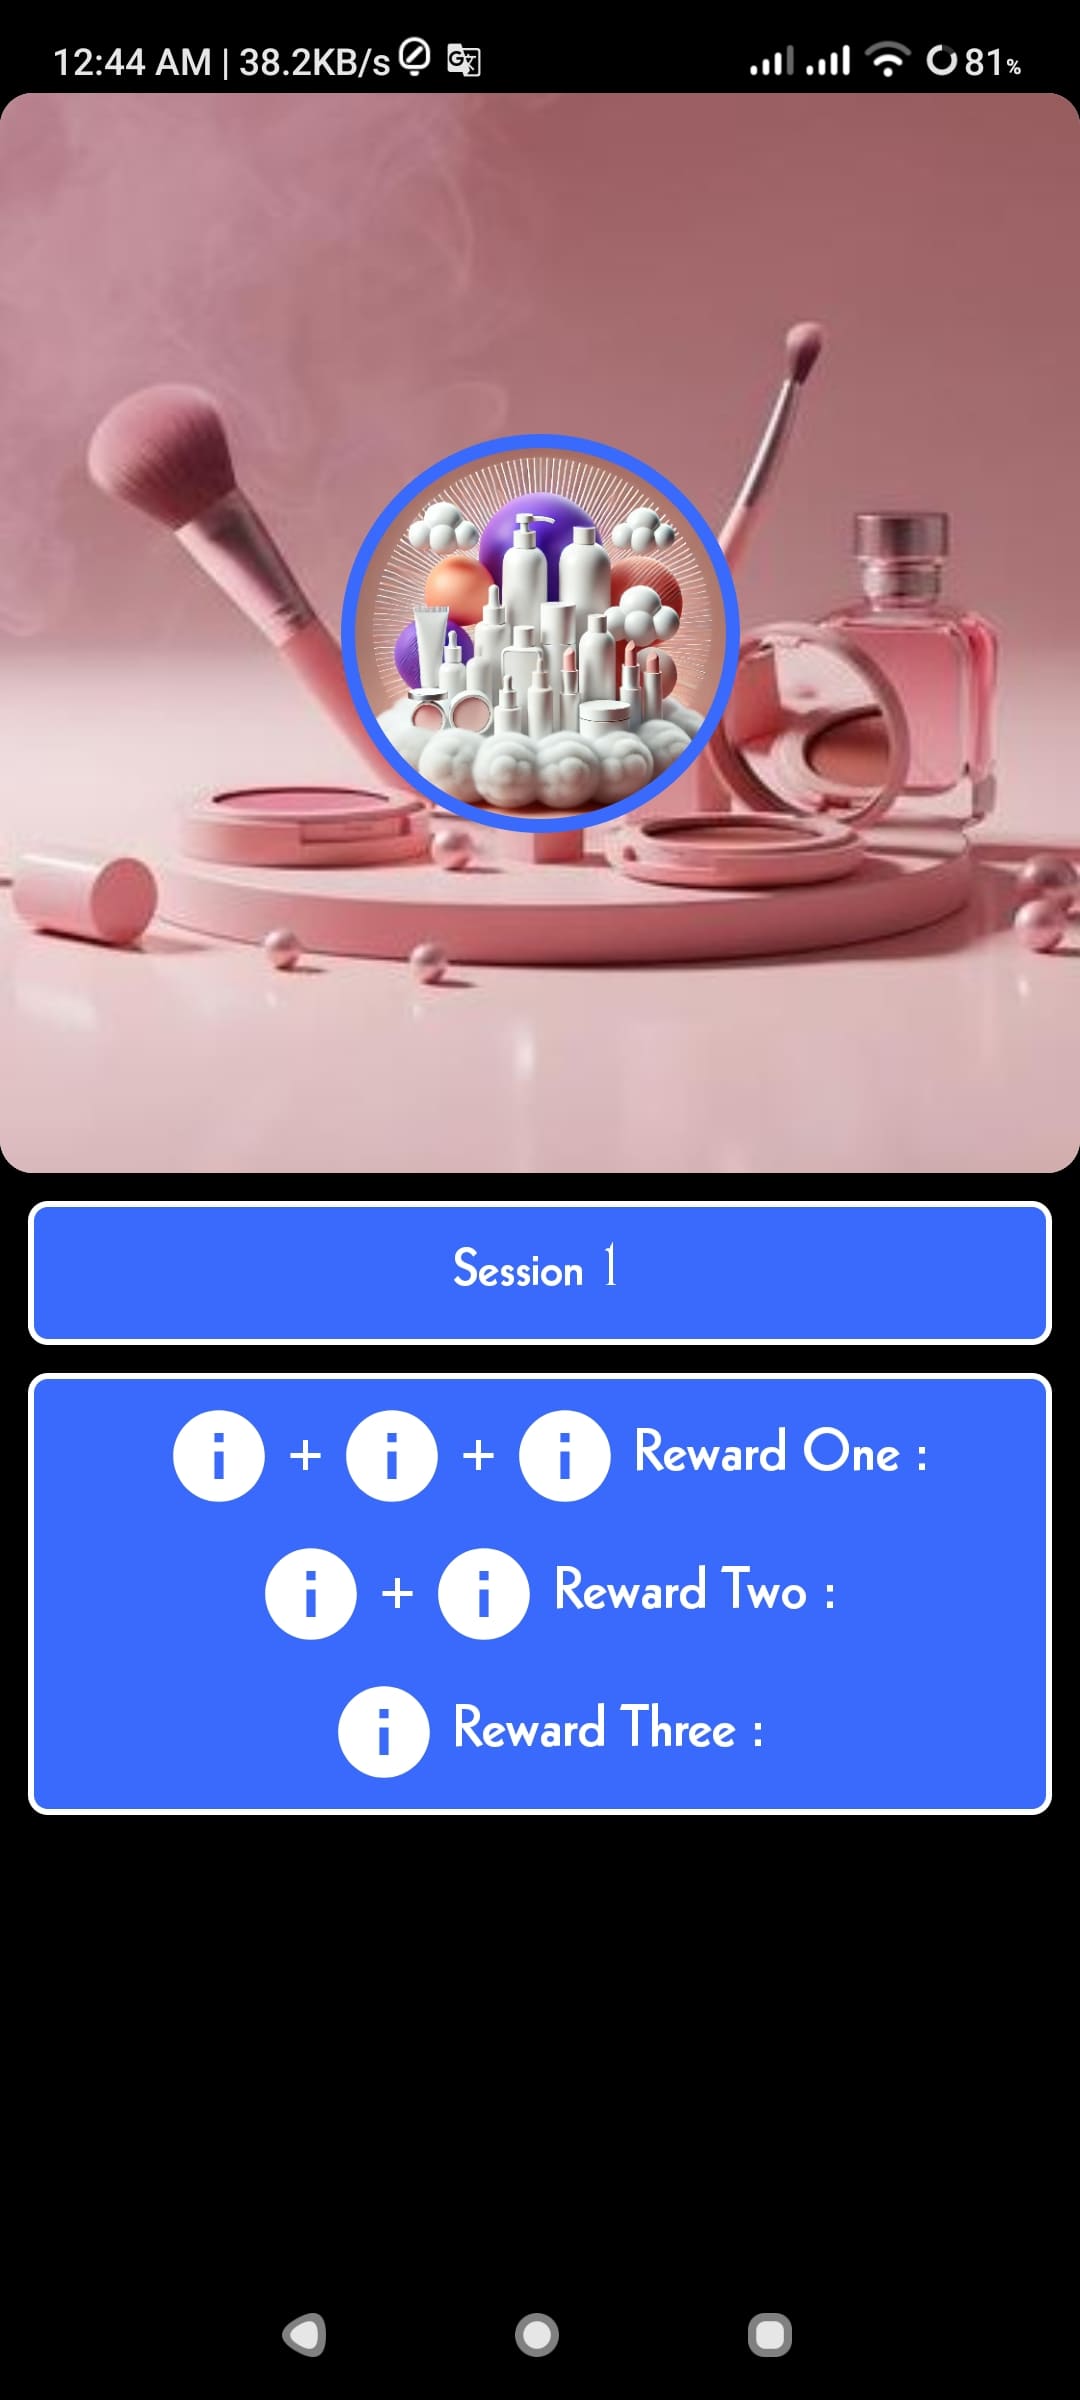 12:44 AM | 38.2KB/s 81%
Session 1
i + i + i Reward One :
i + i Reward Two :
i Reward Three :